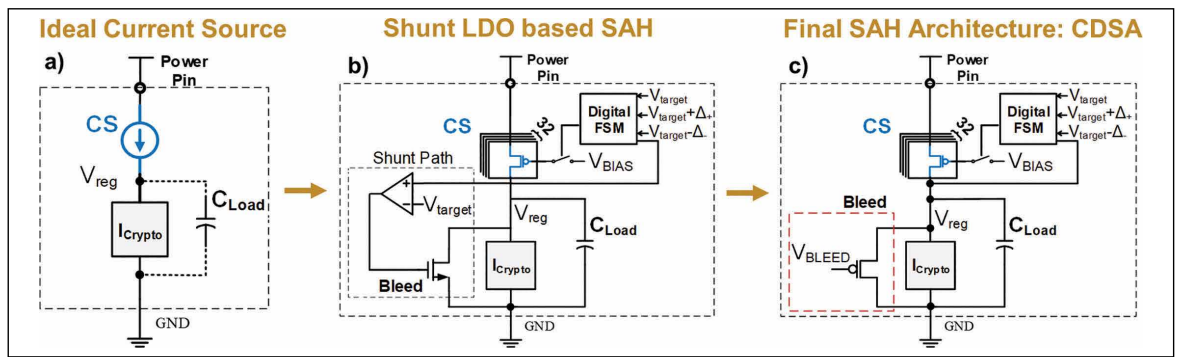 Ideal Current Source
a)
Power
Pin
CS
Vreg
ICrypto
CLoad
GND
Shunt LDO based SAH
b)
Power
Pin
CS
32
Digital
FSM
Vtarget
Vtarget+Δ+
Vtarget-Δ-
VBIAS
Shunt Path
+
-
Vtarget
Vreg
CLoad
ICrypto
Bleed
GND
Final SAH Architecture: CDSA
c)
Power
Pin
CS
32
Digital
FSM
Vtarget
Vtarget+Δ+
Vtarget-Δ-
VBIAS
Bleed
Vreg
CLoad
VBLEED
ICrypto
GND